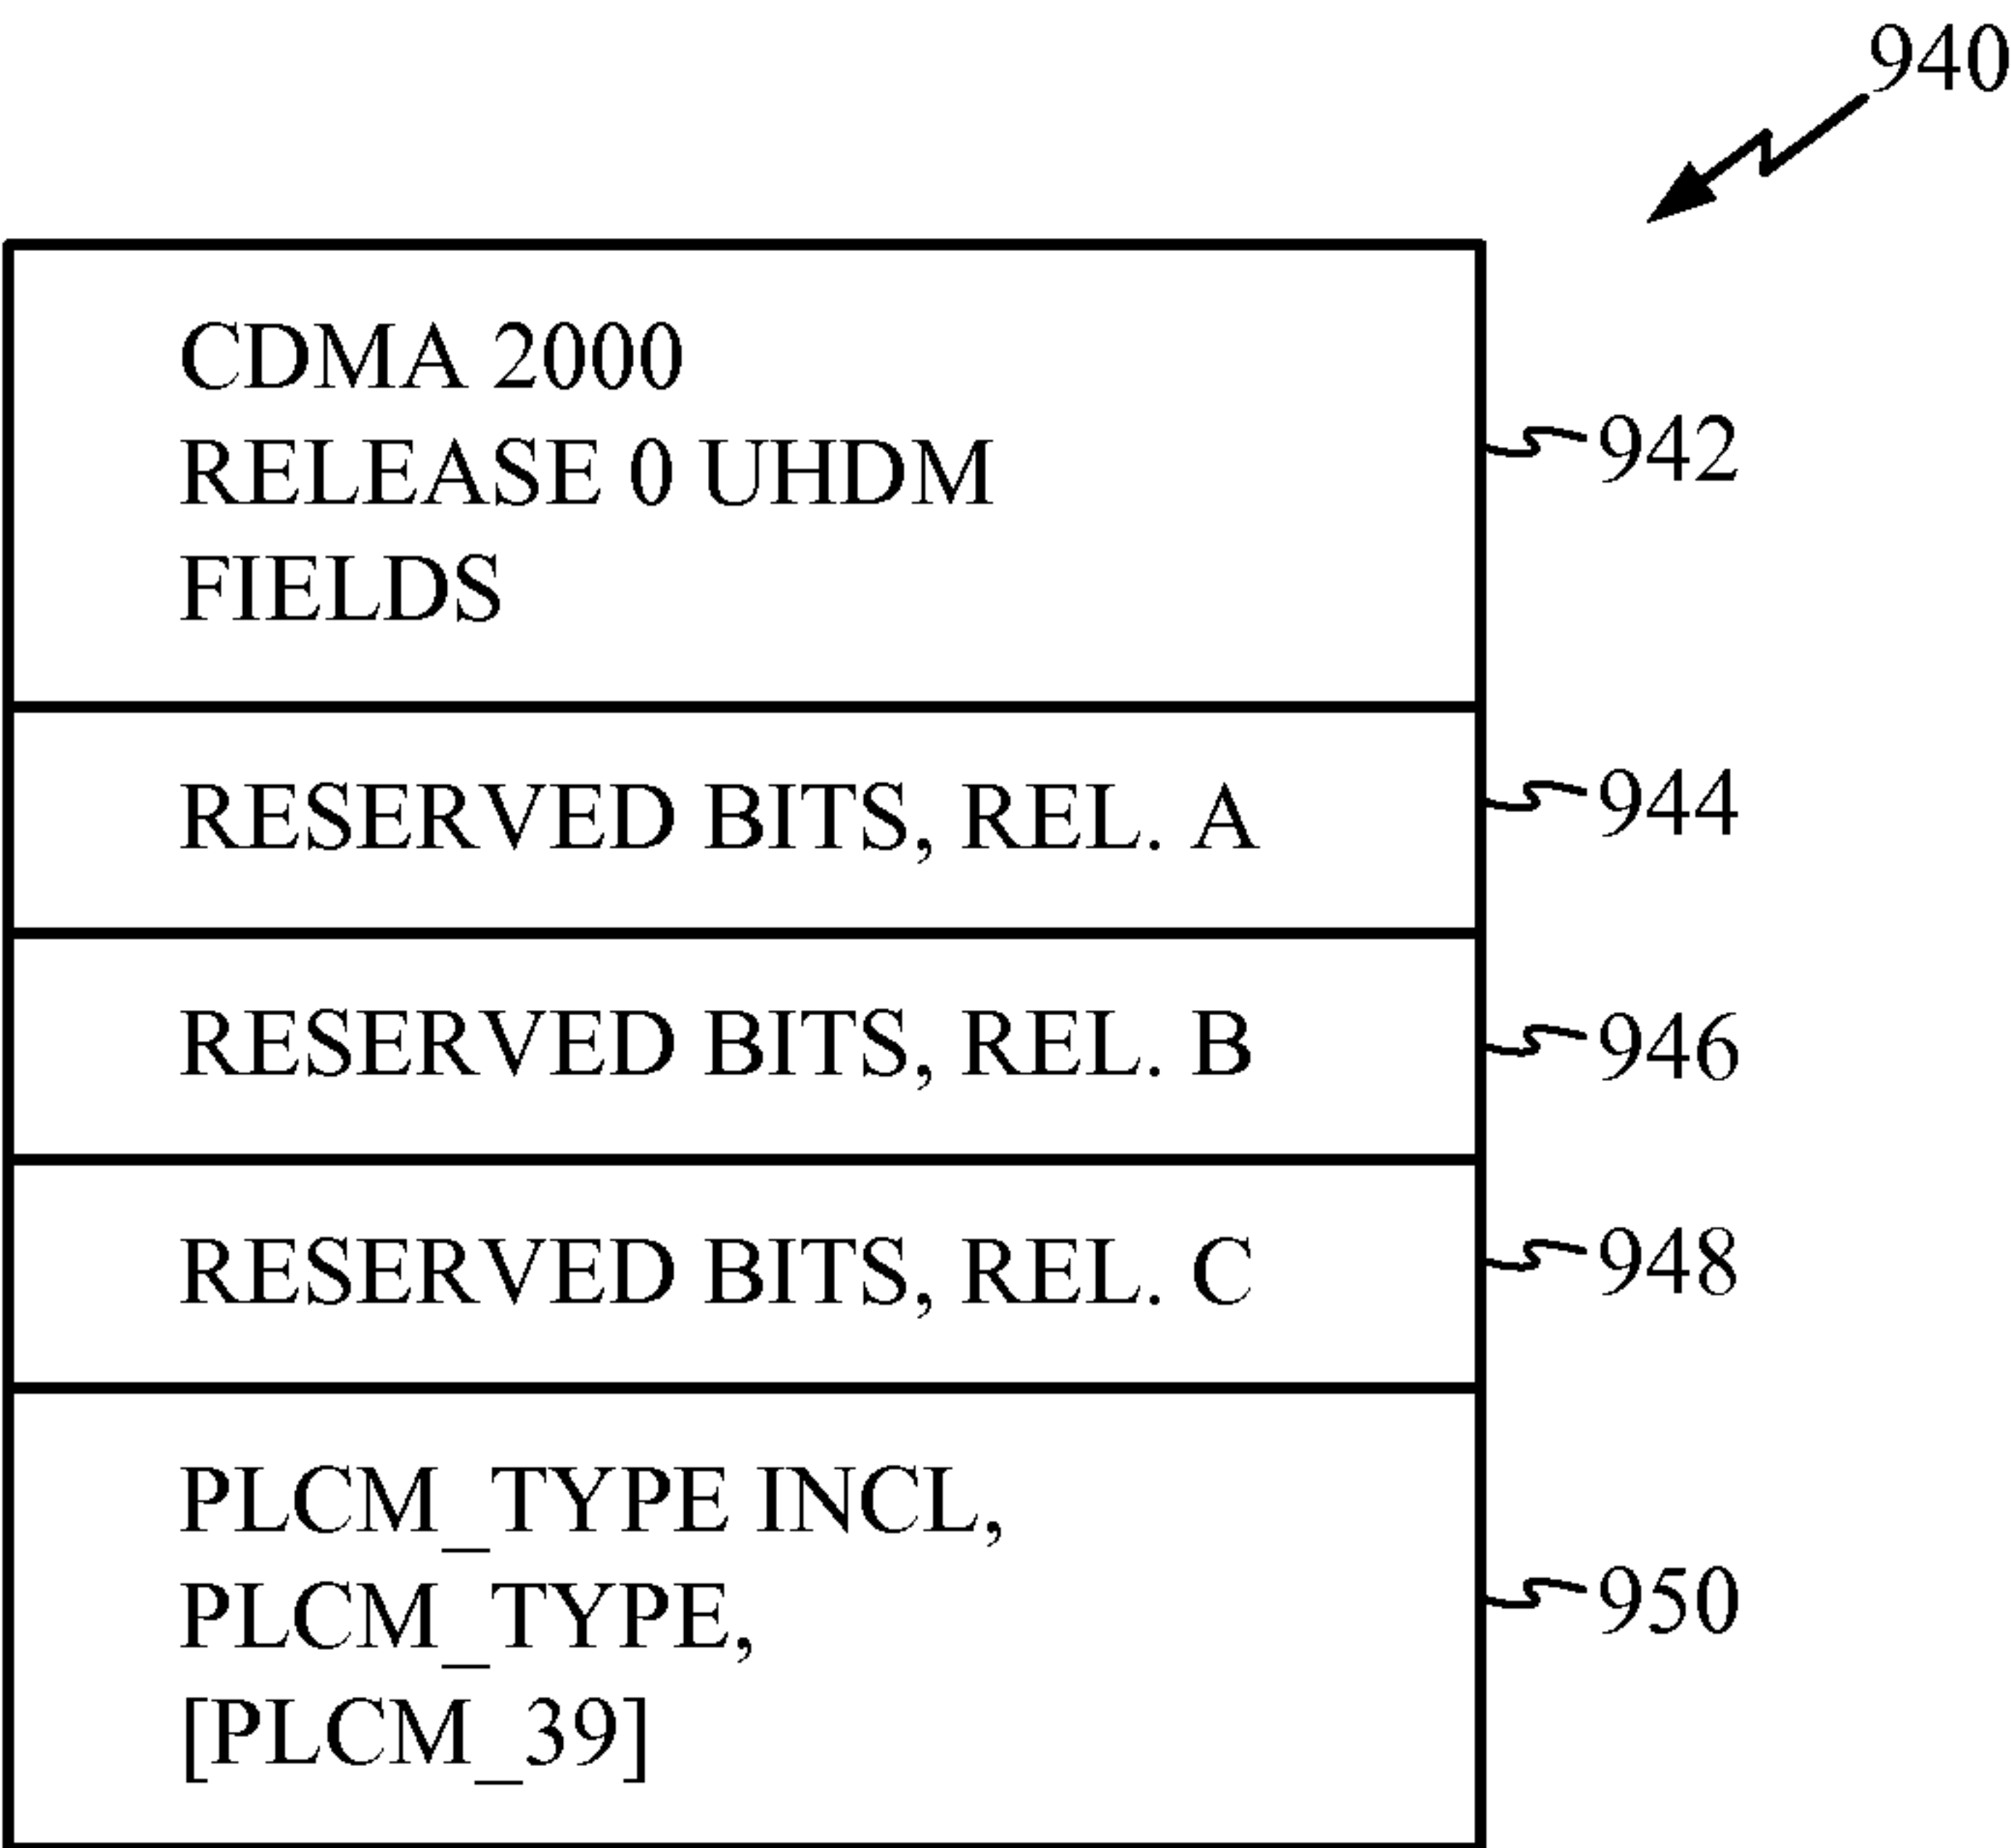 940
CDMA 2000
RELEASE 0 UHDM
FIELDS
942
RESERVED BITS, REL. A
944
RESERVED BITS, REL. B
946
RESERVED BITS, REL. C
948
PLCM_TYPE INCL,
PLCM_TYPE,
[PLCM_39]
950